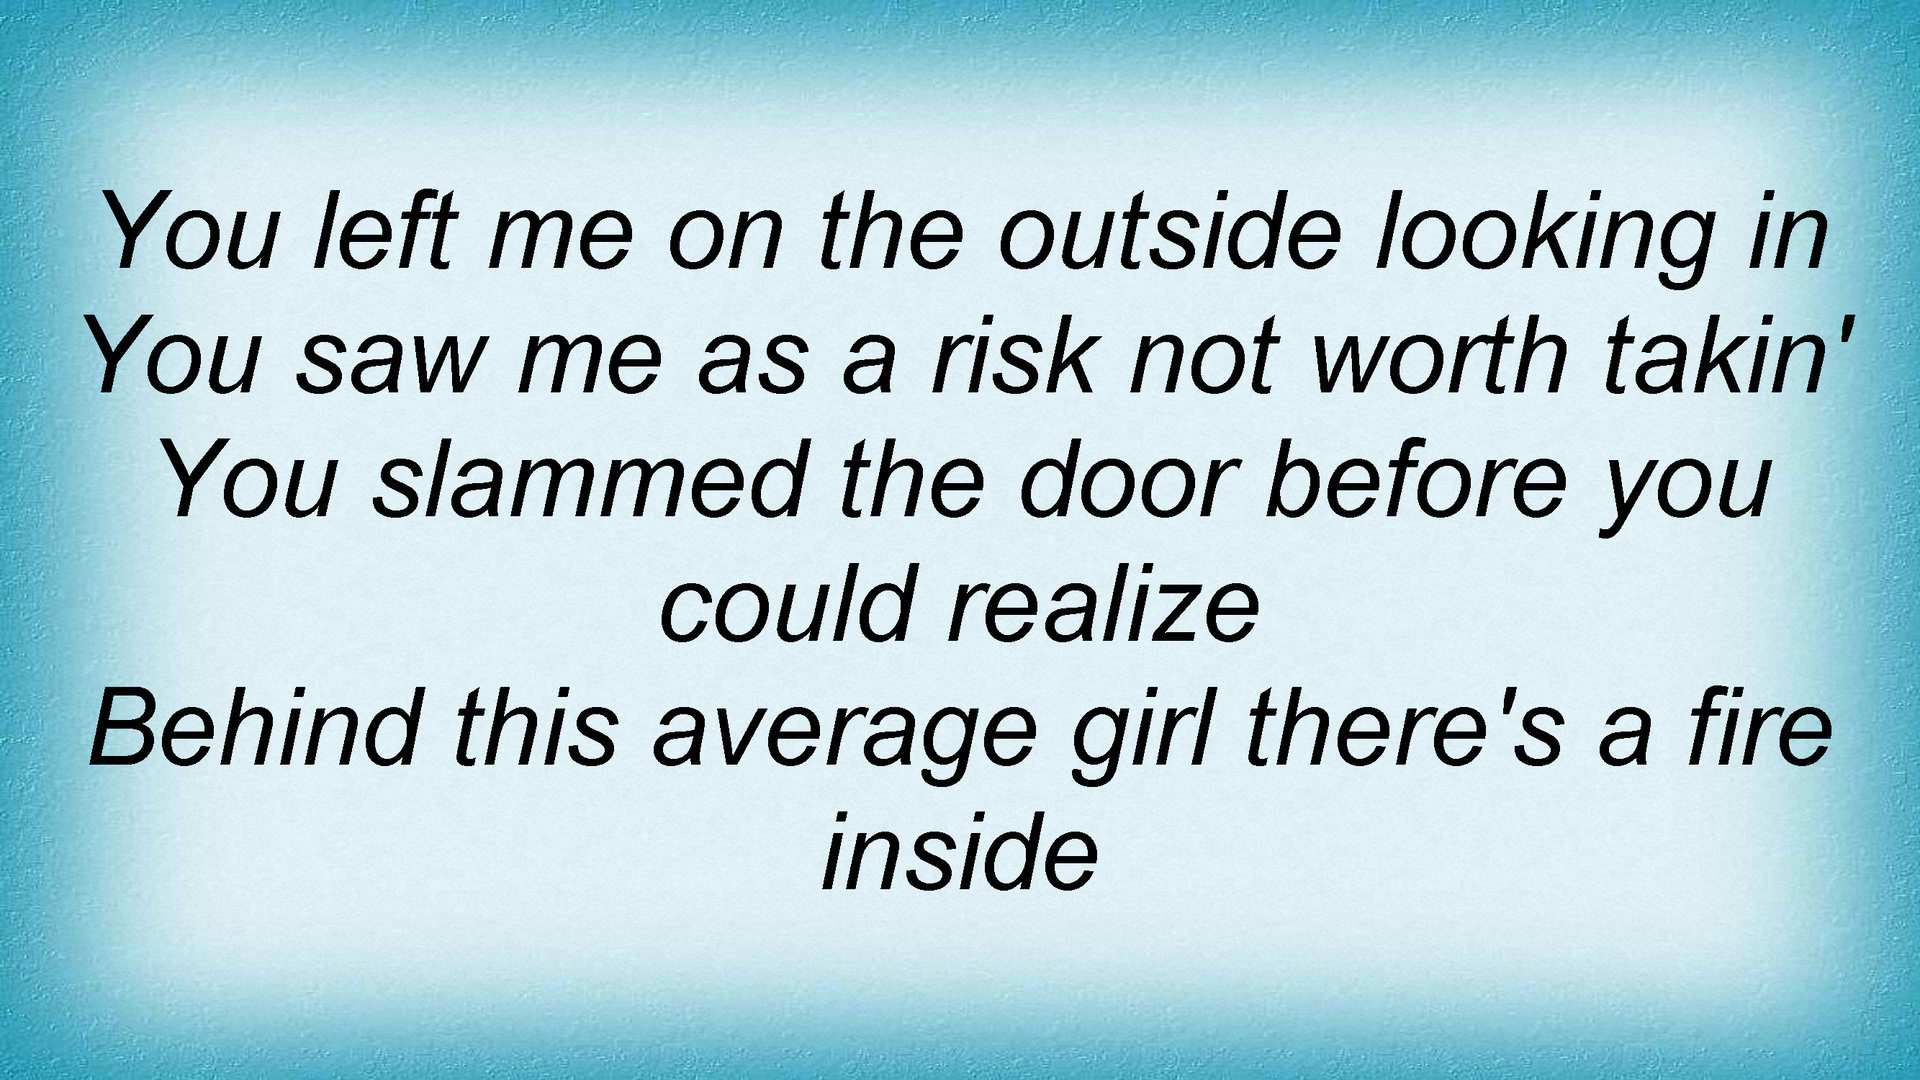 You left me on the outside looking in
You saw me as a risk not worth takin'
You slammed the door before you
could realize
Behind this average girl there's a fire
inside